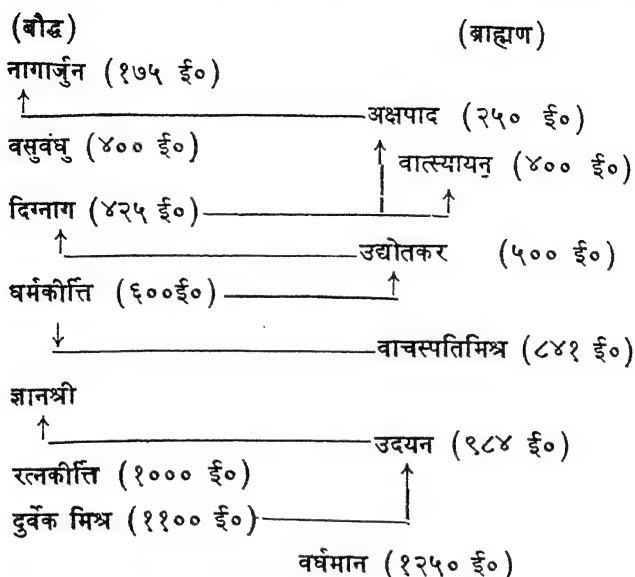 (बौद्ध) (ब्राह्मण)
नागार्जुन (१७५ ई०)
अक्षपाद (२५० ई०)
वसुवंधु (४०० ई०)
वात्स्यायन (४०० ई०)
दिग्नाग (४२५ ई०)
उद्योतकर (५०० ई०)
धर्मकीर्त्ति (६००ई०)
वाचस्पतिमिश्र (८४१ ई०)
ज्ञानश्री
उदयन (९८४ ई०)
रत्नकीर्त्ति (१००० ई०)
दुर्वेक मिश्र (११०० ई०)
वर्धमान (१२५० ई०)